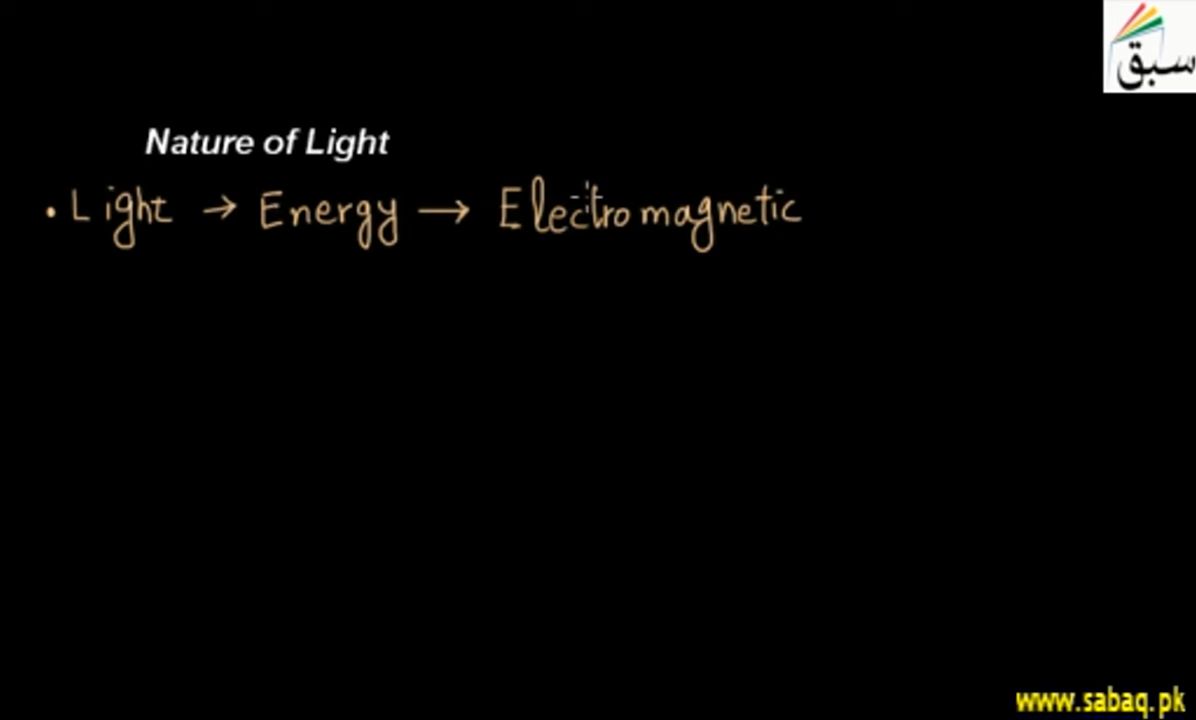 سبق
Nature of Light
. Light → Energy → Electromagnetic
www.sabaq.pk